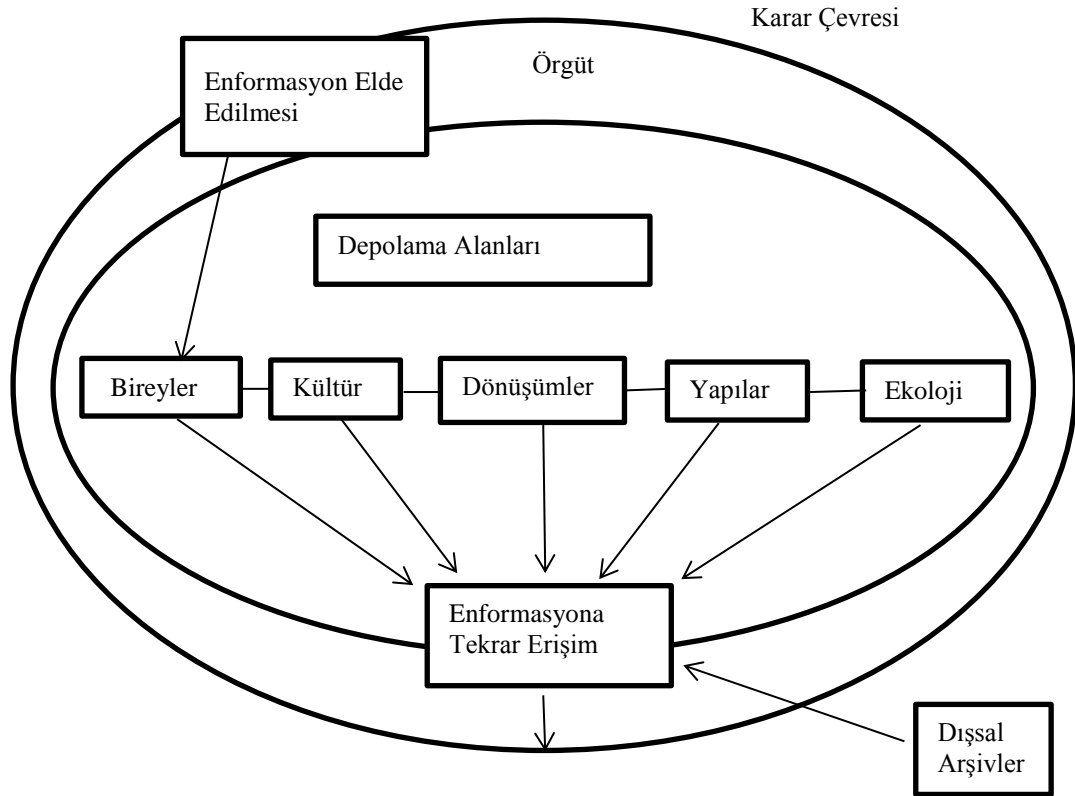 Karar Çevresi
Örgüt
Enformasyon Elde
Edilmesi
Depolama Alanları
Bireyler
Kültür
Dönüşümler
Yapılar
Ekoloji
Enformasyona
Tekrar Erişim
Dışsal
Arşivler